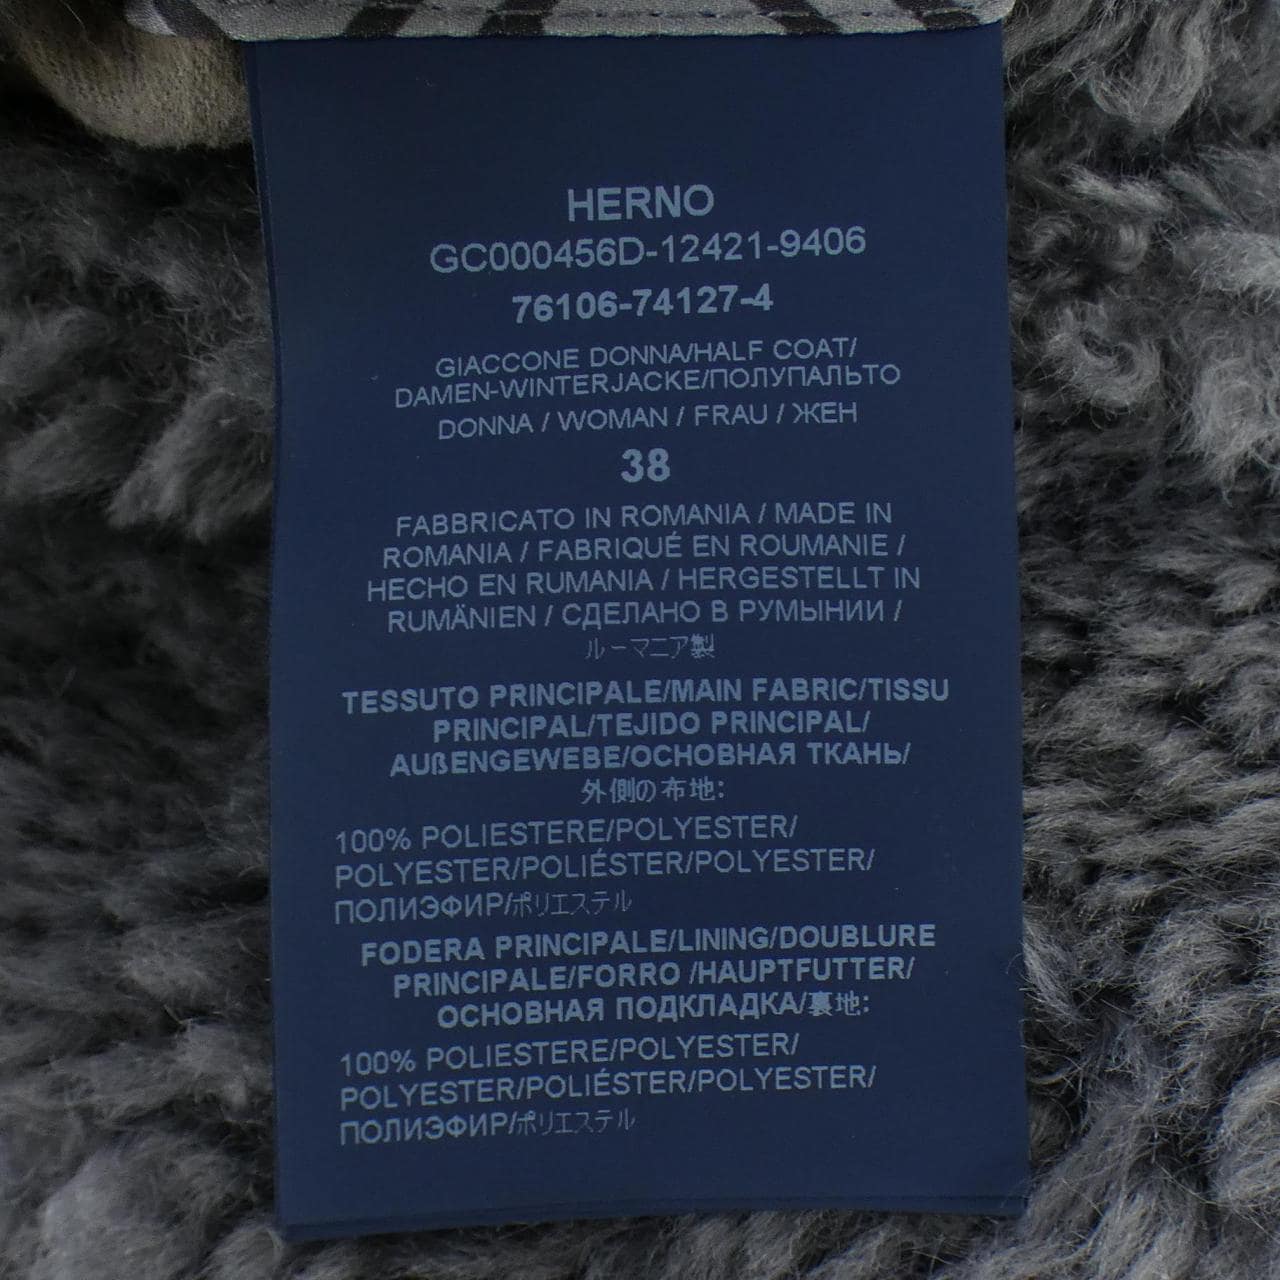 HERNO
GC000456D-12421-9406
76106-74127-4
GIACCONE DONNA/HALF COAT/
DAMEN-WINTERJACKE/ПОЛУПАЛЬТО
DONNA / WOMAN / FRAU / ЖЕН
38
FABBRICATO IN ROMANIA / MADE IN
ROMANIA / FABRIQUÉ EN ROUMANIE /
HECHO EN RUMANIA / HERGESTELLT IN
RUMÄNIEN / СДЕЛАНО В РУМЫНИИ /
ルーマニア製
TESSUTO PRINCIPALE/MAIN FABRIC/TISSU
PRINCIPAL/TEJIDO PRINCIPAL/
AUßENGEWEBE/ОСНОВНАЯ ТКАНЬ/
外側の布地:
100% POLIESTERE/POLYESTER/
POLYESTER/POLIÉSTER/POLYESTER/
ПОЛИЭФИР/ポリエステル
FODERA PRINCIPALE/LINING/DOUBLURE
PRINCIPALE/FORRO /HAUPTFUTTER/
ОСНОВНАЯ ПОДКЛАДКА/裏地:
100% POLIESTERE/POLYESTER/
POLYESTER/POLIÉSTER/POLYESTER/
ПОЛИЭФИР/ポリエステル